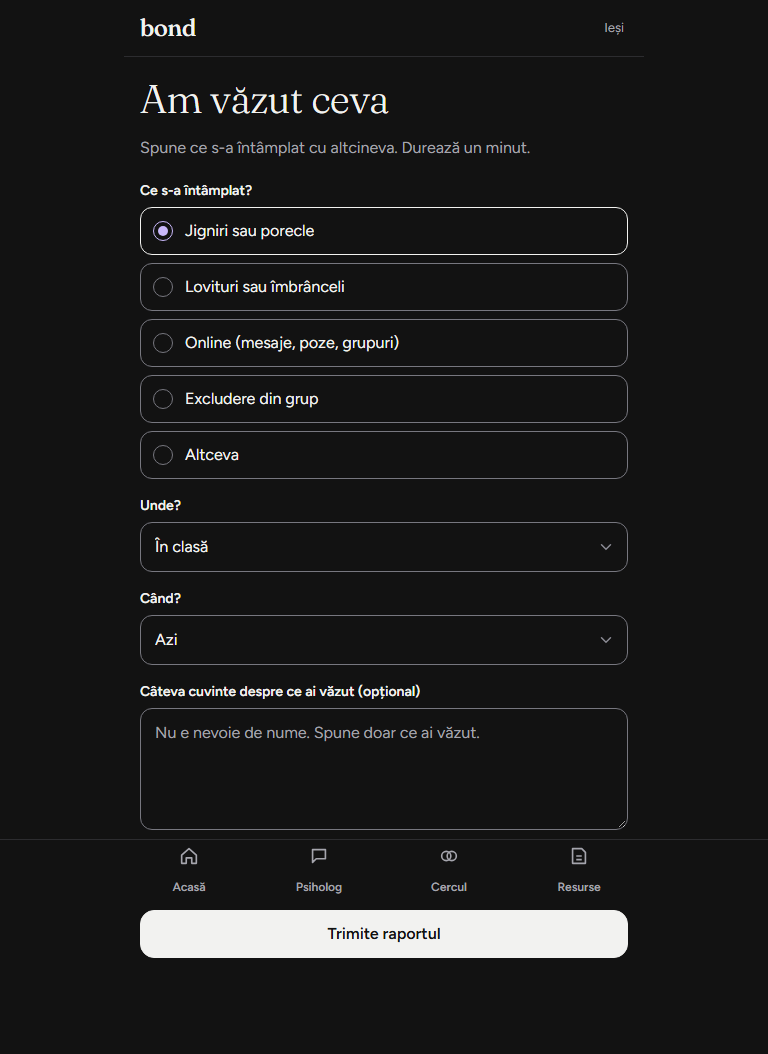 bond
Ieși
Am văzut ceva
Spune ce s-a întâmplat cu altcineva. Durează un minut.
Ce s-a întâmplat?
Jigniri sau porecle
Lovituri sau îmbrânceli
Online (mesaje, poze, grupuri)
Excludere din grup
Altceva
Unde?
În clasă
Când?
Azi
Câteva cuvinte despre ce ai văzut (opțional)
Nu e nevoie de nume. Spune doar ce ai văzut.
Acasă
Psiholog
Cercul
Resurse
Trimite raportul